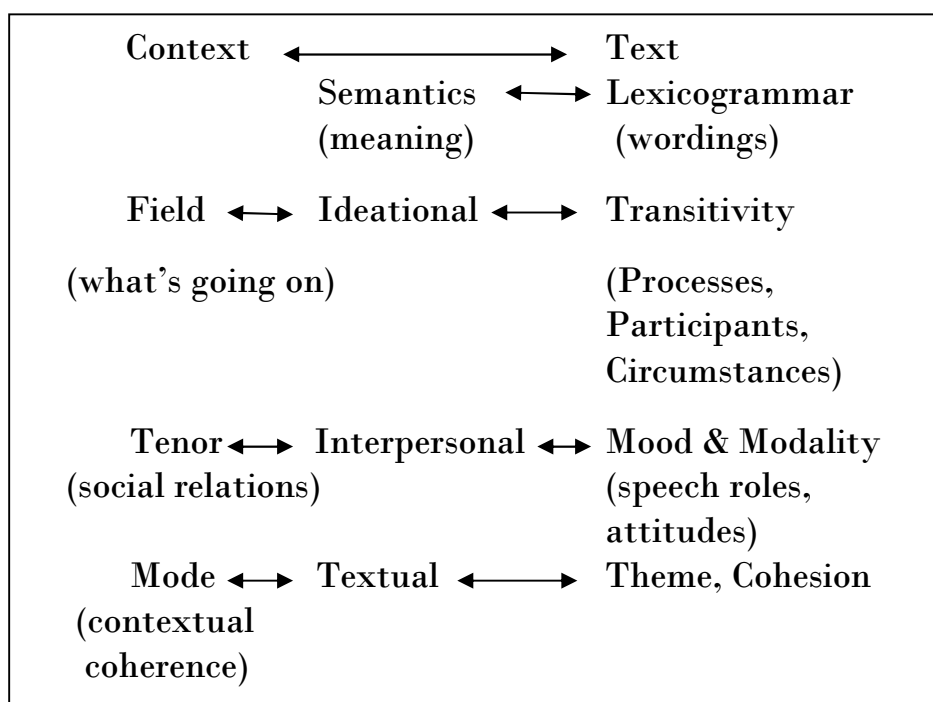 Context Text
Semantics Lexicogrammar
(meaning) (wordings)
Field Ideational Transitivity
(what's going on) (Processes,
Participants,
Circumstances)
Tenor Interpersonal Mood & Modality
(social relations) (speech roles,
attitudes)
Mode Textual Theme, Cohesion
(contextual
coherence)